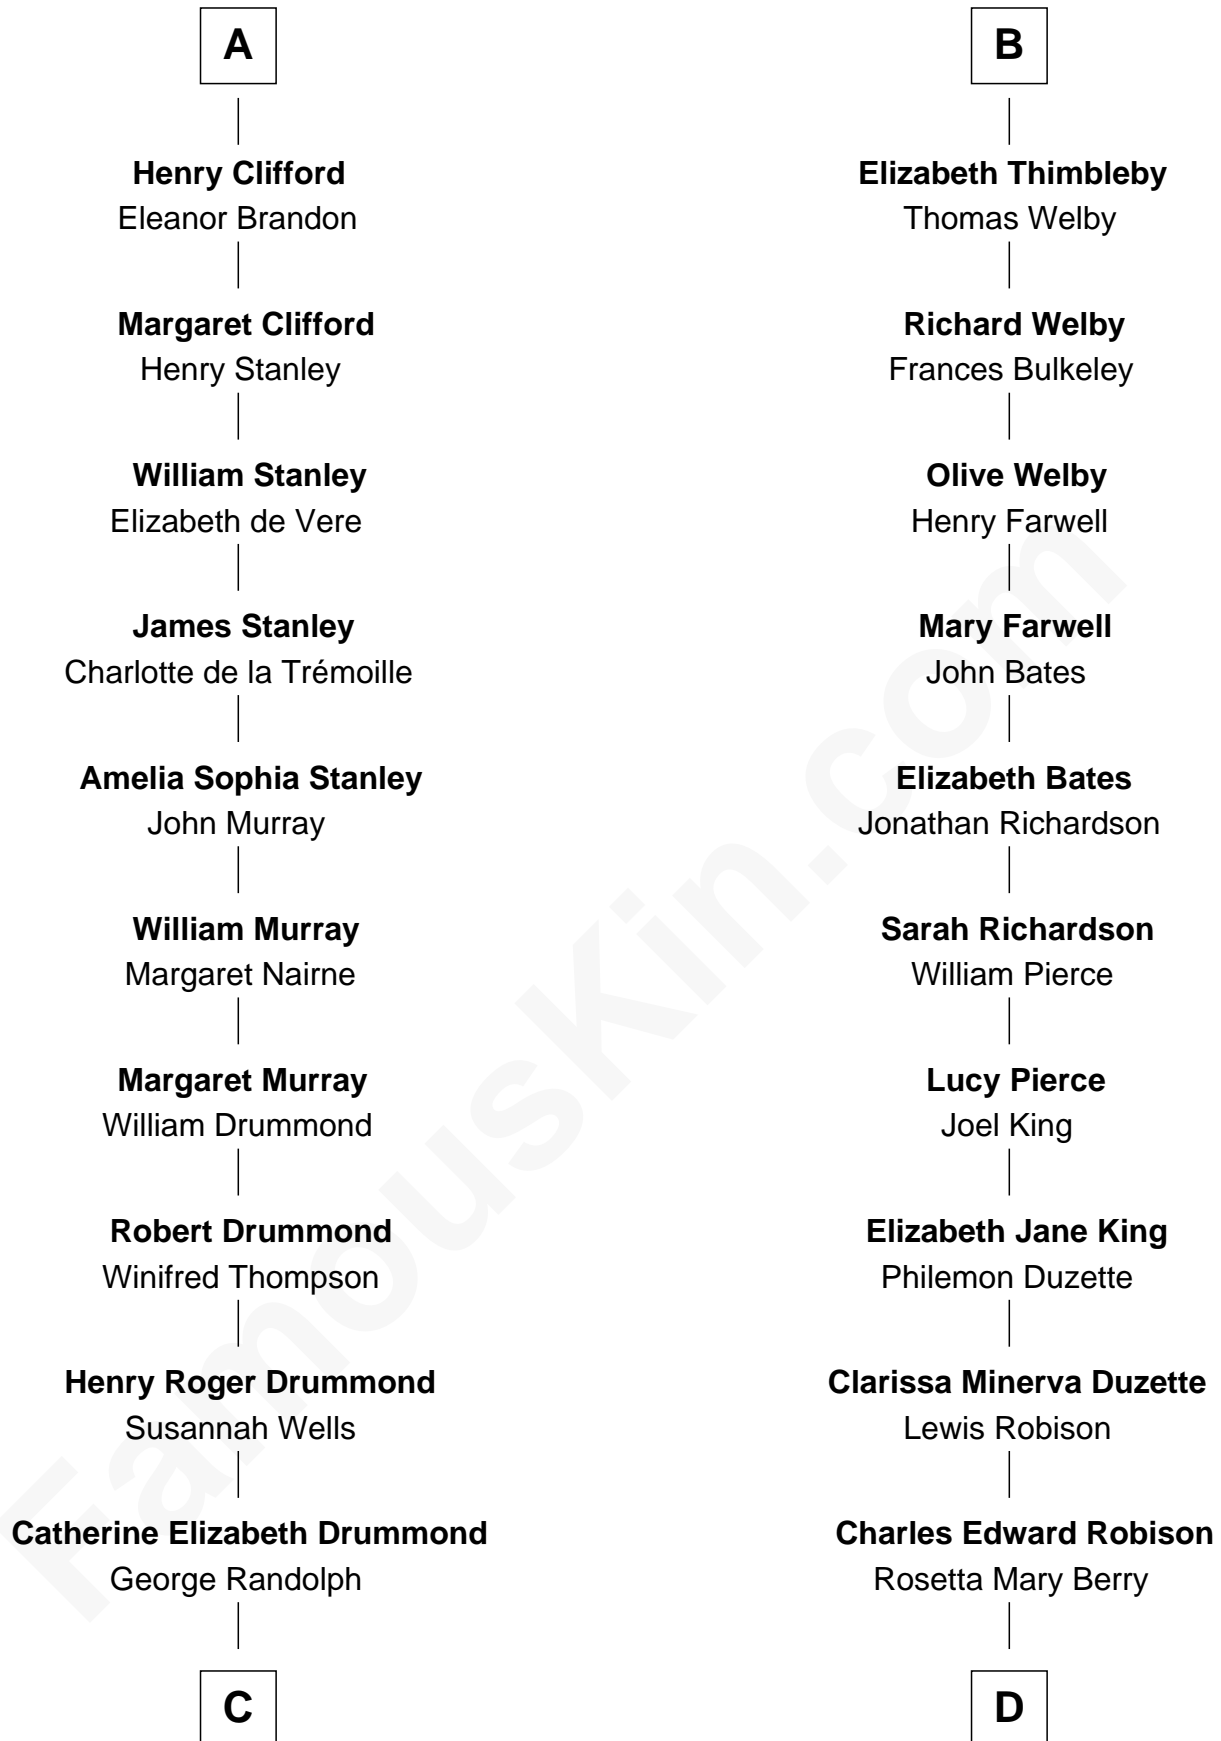 A
Henry Clifford
Eleanor Brandon
Margaret Clifford
Henry Stanley
William Stanley
Elizabeth de Vere
James Stanley
Charlotte de la Trémoille
Amelia Sophia Stanley
John Murray
William Murray
Margaret Nairne
Margaret Murray
William Drummond
Robert Drummond
Winifred Thompson
Henry Roger Drummond
Susannah Wells
Catherine Elizabeth Drummond
George Randolph
C
B
Elizabeth Thimbleby
Thomas Welby
Richard Welby
Frances Bulkeley
Olive Welby
Henry Farwell
Mary Farwell
John Bates
Elizabeth Bates
Jonathan Richardson
Sarah Richardson
William Pierce
Lucy Pierce
Joel King
Elizabeth Jane King
Philemon Duzette
Clarissa Minerva Duzette
Lewis Robison
Charles Edward Robison
Rosetta Mary Berry
D
FamousKin.com